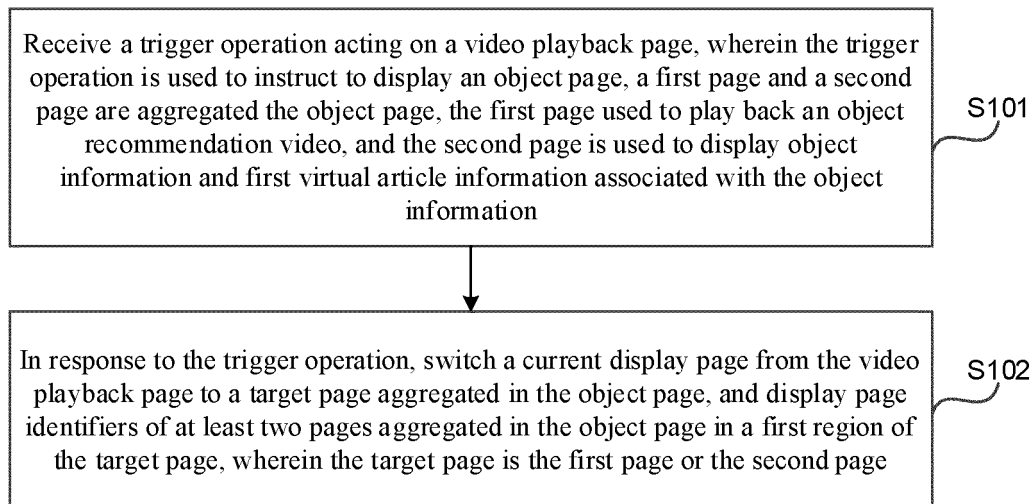 Receive a trigger operation acting on a video playback page, wherein the trigger
operation is used to instruct to display an object page, a first page and a second
page are aggregated the object page, the first page used to play back an object
recommendation video, and the second page is used to display object
information and first virtual article information associated with the object
information
S101
In response to the trigger operation, switch a current display page from the video
playback page to a target page aggregated in the object page, and display page
identifiers of at least two pages aggregated in the object page in a first region of
the target page, wherein the target page is the first page or the second page
S102